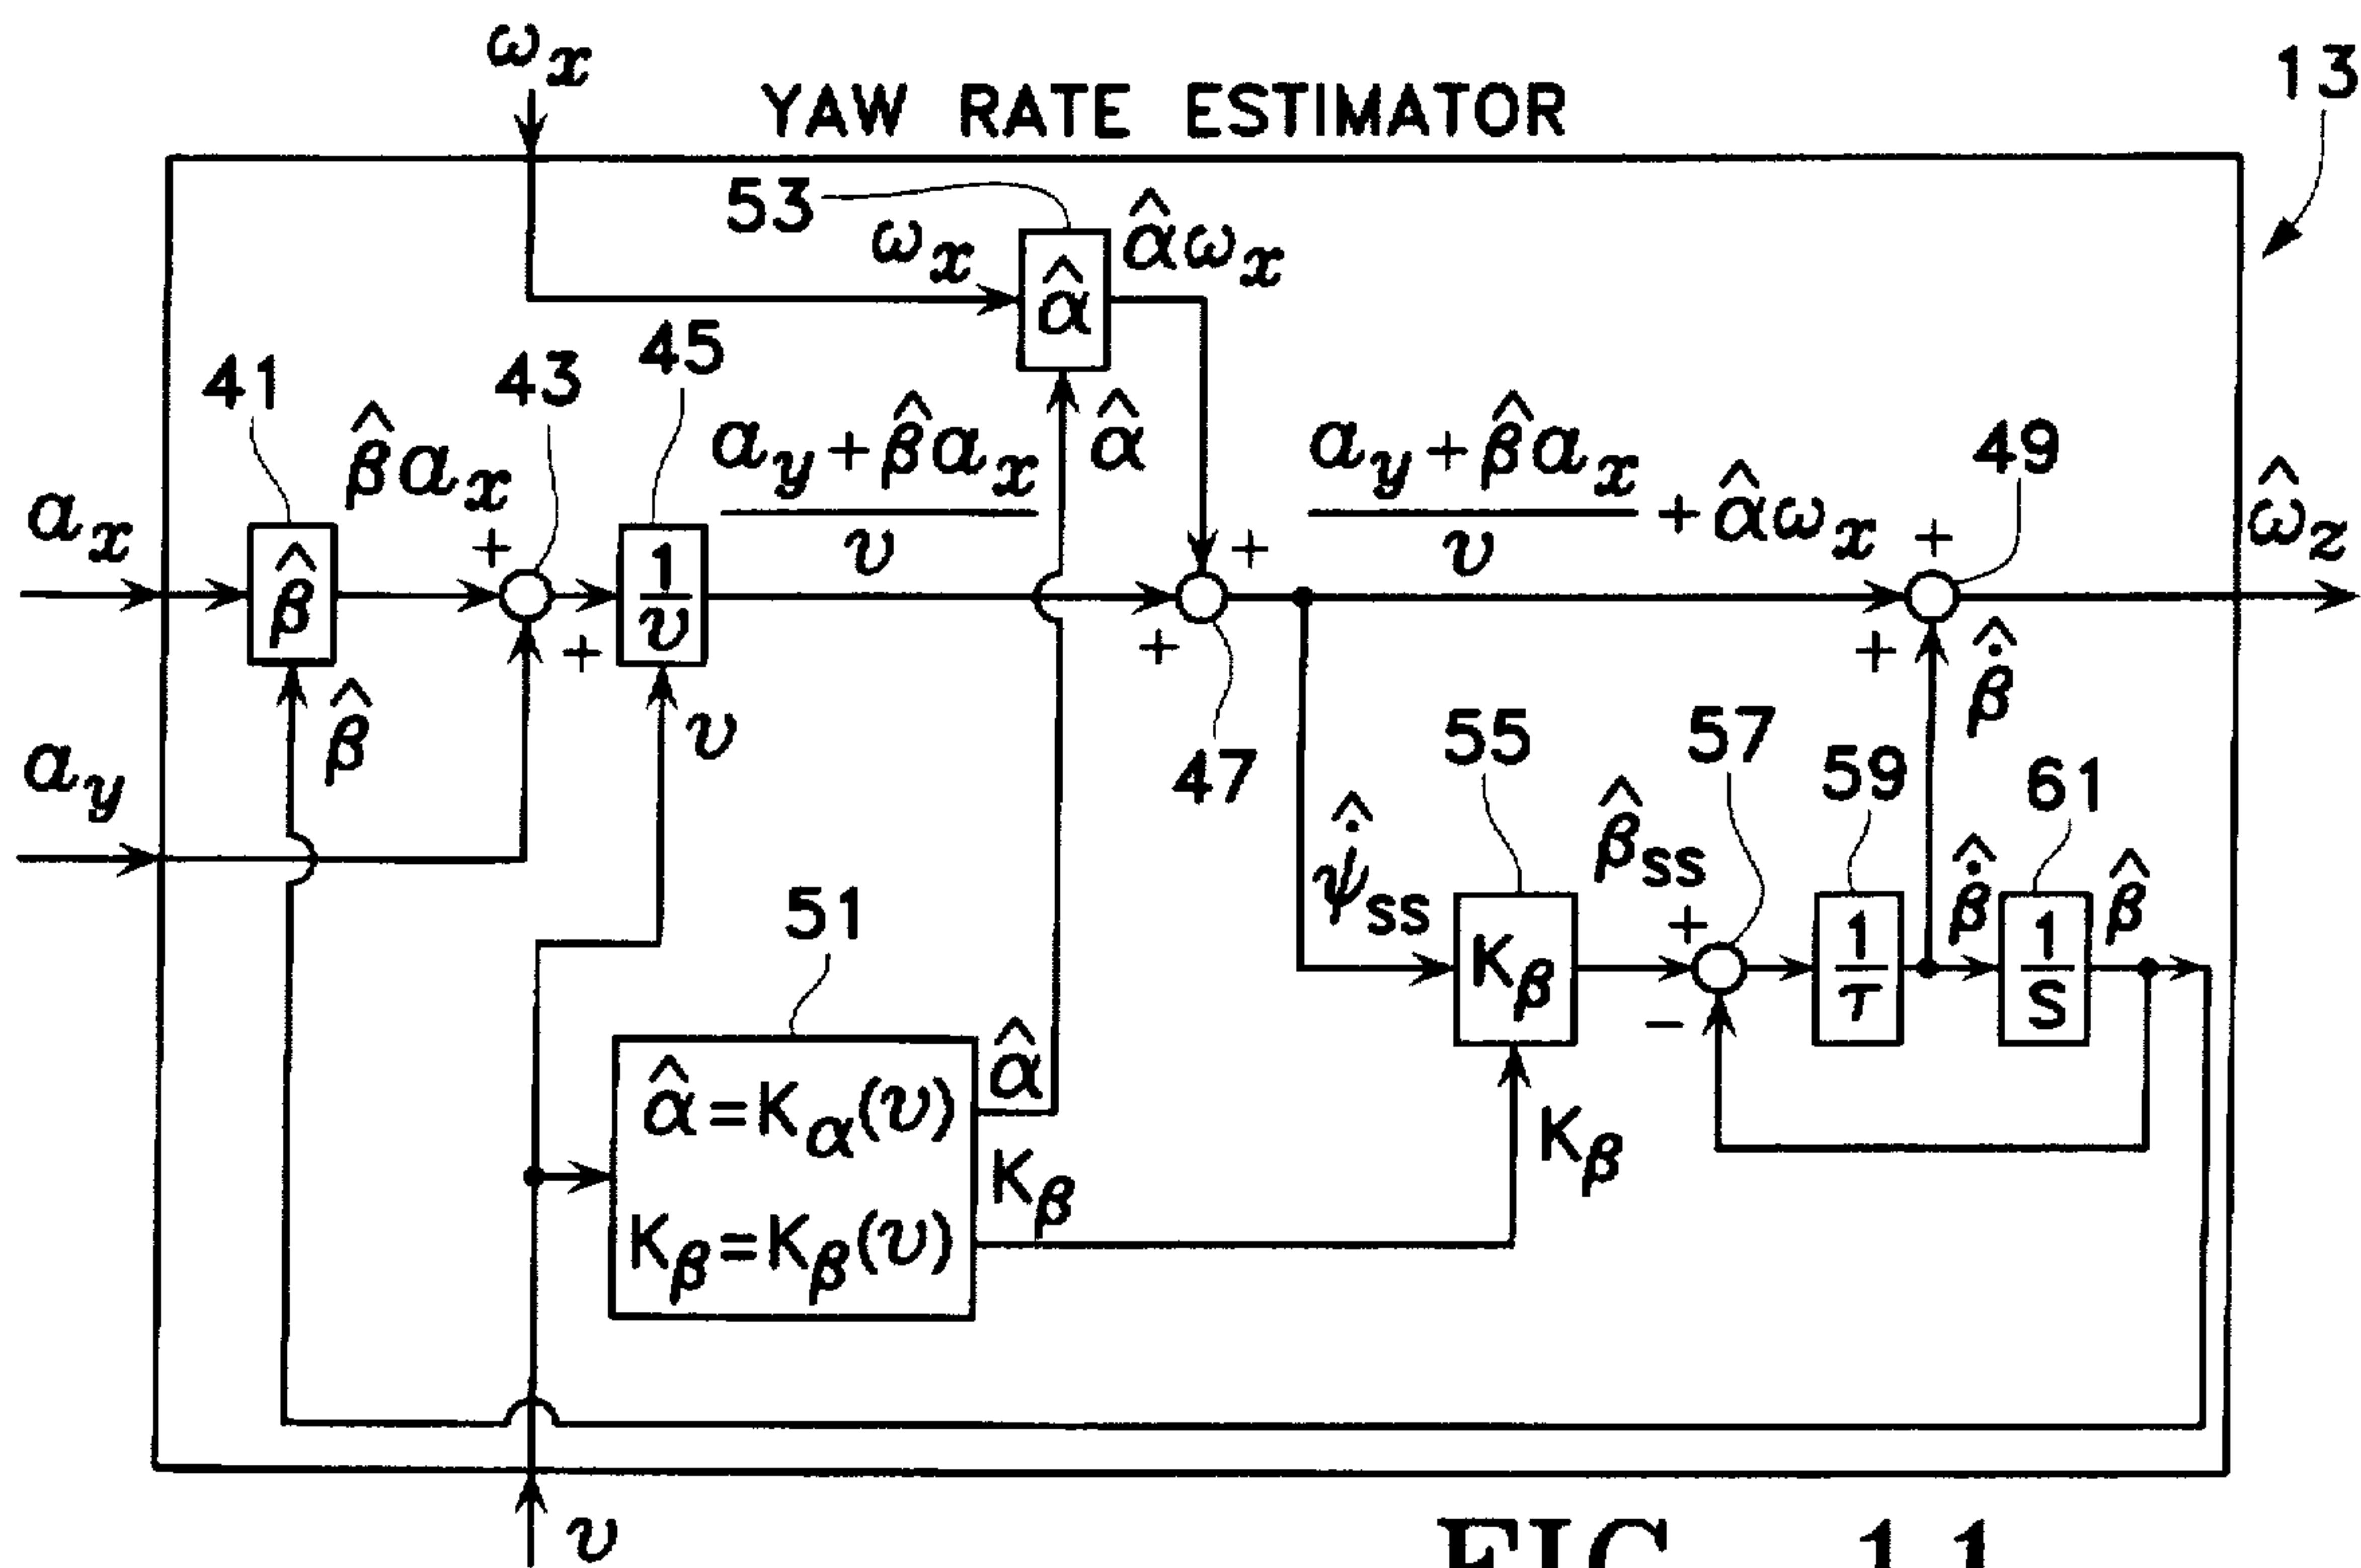 ωx
YAW RATE ESTIMATOR
13
53
ωx
α̂
α̂ωx
41
43
45
β̂ax
ay+β̂ax
v
α̂
ay+β̂ax
v
+α̂ωx
49
ω̂z
ax
β̂
+
+
1
v
+
+
+
+
β̂
v
47
β̇̂
ay
55
57
59
61
ψ̇̂ss
β̂ss
Kβ
+
−
1
τ
β̇̂
1
S
β̂
51
α̂=Kα(v)
Kβ=Kβ(v)
α̂
Kβ
Kβ
v